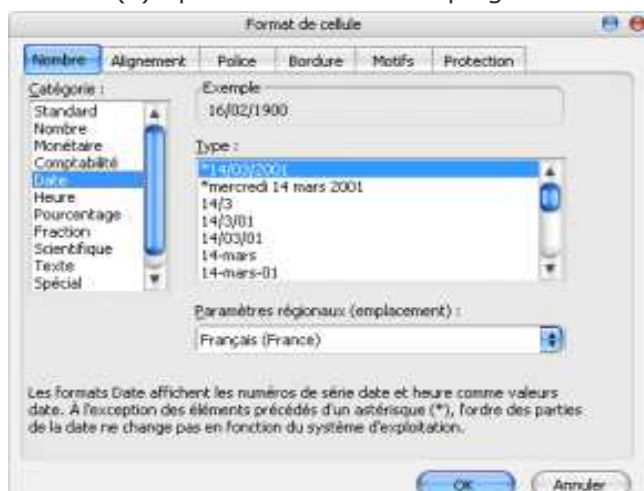 Format de cellule
Nombre Alignement Police Bordure Motifs Protection
Catégorie :
Standard
Nombre
Monétaire
Comptabilité
Date
Heure
Pourcentage
Fraction
Scientifique
Texte
Spécial
Exemple
16/02/1900
Type :
*14/03/2001
*mercredi 14 mars 2001
14/3
14/3/01
14/03/01
14-mars
14-mars-01
Paramètres régionaux (emplacement) :
Français (France)
Les formats Date affichent les numéros de série date et heure comme valeurs
date. À l'exception des éléments précédés d'un astérisque (*), l'ordre des parties
de la date ne change pas en fonction du système d'exploitation.
OK Annuler